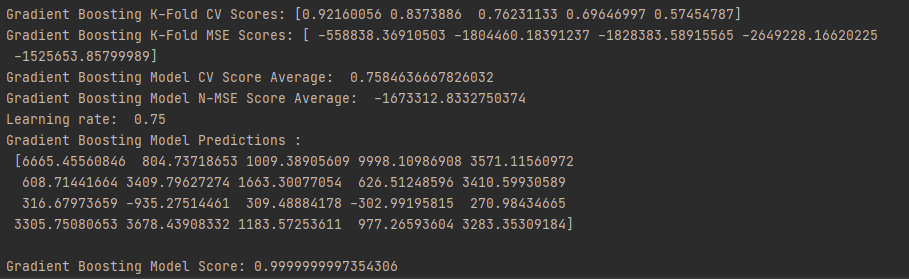 Gradient Boosting K-Fold CV Scores: [0.92160056 0.8373886  0.76231133 0.69646997 0.57454787]
Gradient Boosting K-Fold MSE Scores: [ -558838.36910503 -1804460.18391237 -1828383.58915565 -2649228.16620225
 -1525653.85799989]
Gradient Boosting Model CV Score Average:  0.7584636667826032
Gradient Boosting Model N-MSE Score Average:  -1673312.8332750374
Learning rate:  0.75
Gradient Boosting Model Predictions :
 [6665.45560846  804.73718653 1009.38905609 9998.10986908 3571.11560972
  608.71441664 3409.79627274 1663.30077054  626.51248596 3410.59930589
  316.67973659 -935.27514461  309.48884178 -302.99195815  270.98434665
 3305.75080653 3678.43908332 1183.57253611  977.26593604 3283.35309184]
Gradient Boosting Model Score: 0.9999999997354306